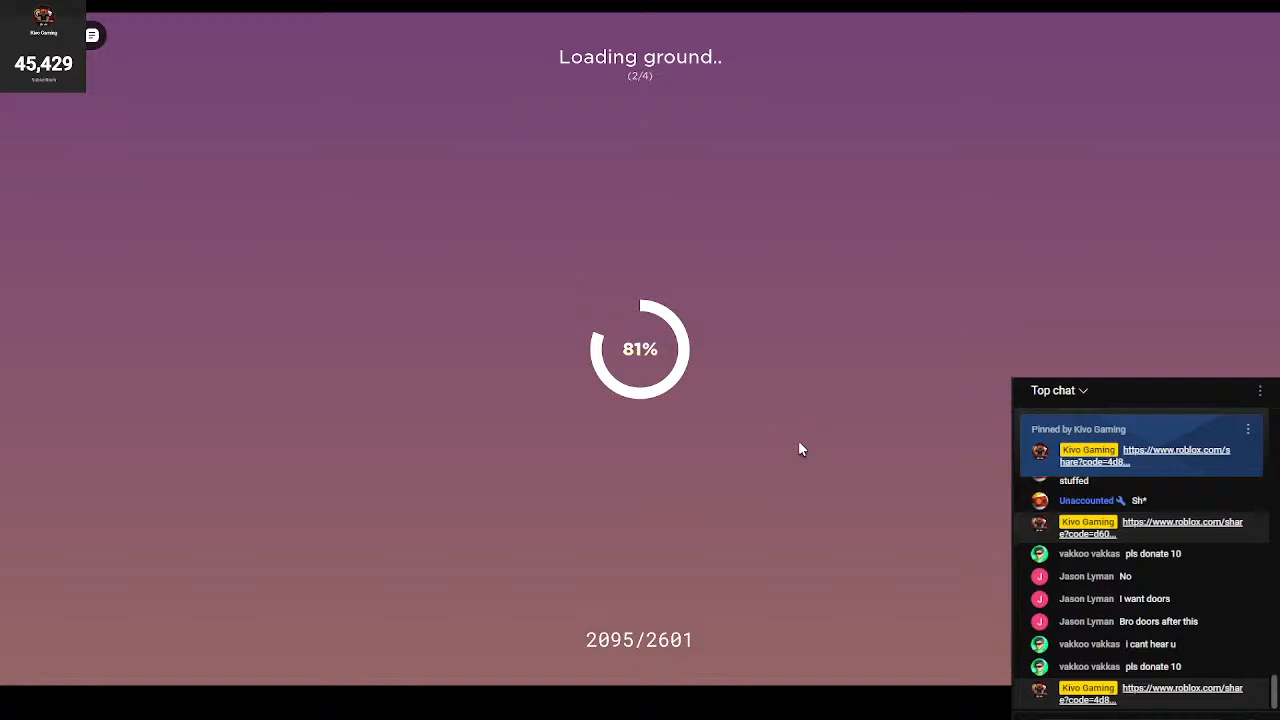 Kivo Gaming
45,429
Subscribers
Loading ground..
(2/4)
81%
2095/2601
Top chat
Pinned by Kivo Gaming
Kivo Gaming https://www.roblox.com/s
hare?code=4d8...
stuffed
Unaccounted Sh*
Kivo Gaming https://www.roblox.com/shar
e?code=d60...
vakkoo vakkas pls donate 10
Jason Lyman No
Jason Lyman I want doors
Jason Lyman Bro doors after this
vakkoo vakkas i cant hear u
vakkoo vakkas pls donate 10
Kivo Gaming https://www.roblox.com/shar
e?code=4d8...